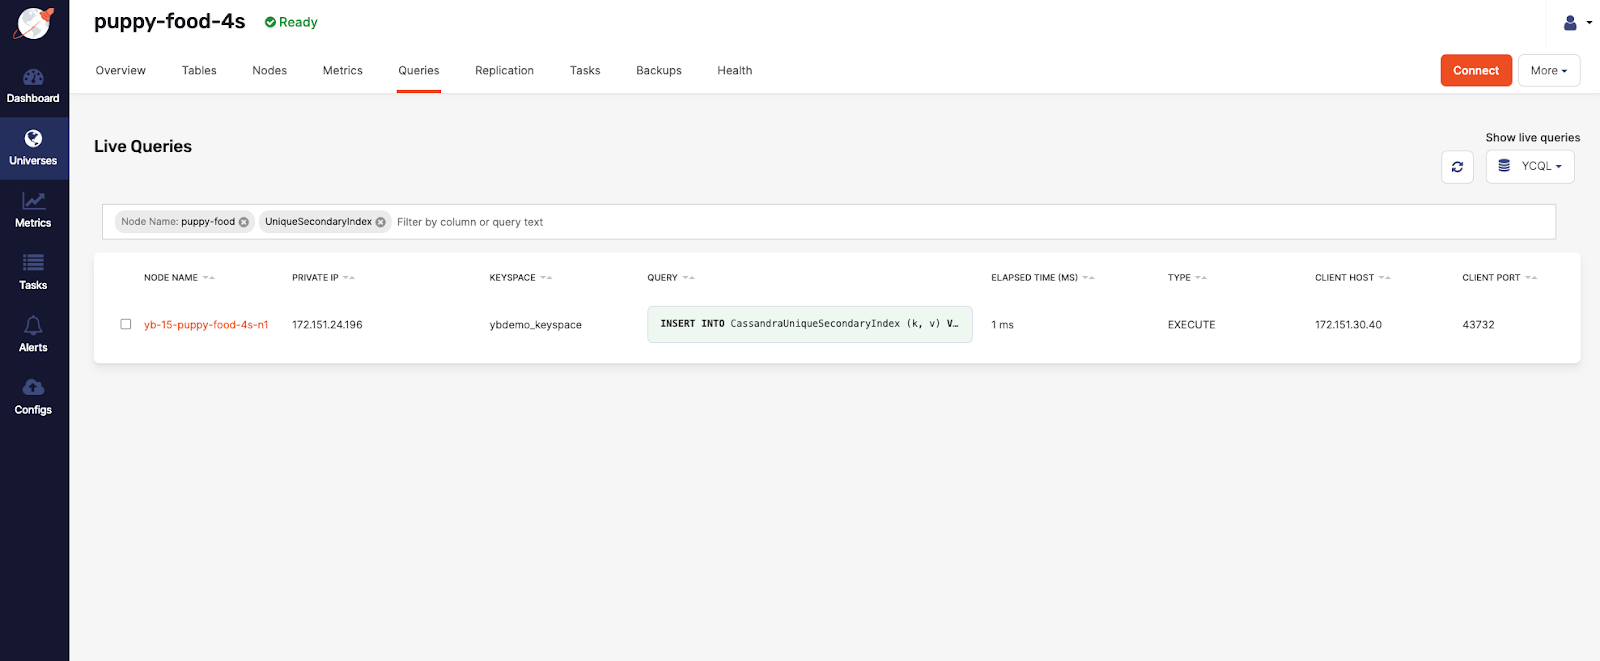 puppy-food-4s Ready
Overview Tables Nodes Metrics Queries Replication Tasks Backups Health
Connect More
Dashboard
Universes
Metrics
Tasks
Alerts
Configs
Live Queries
Show live queries
YCQL
Node Name: puppy-food UniqueSecondaryIndex Filter by column or query text
NODE NAME PRIVATE IP KEYSPACE QUERY ELAPSED TIME (MS) TYPE CLIENT HOST CLIENT PORT
yb-15-puppy-food-4s-n1 172.151.24.196 ybdemo_keyspace INSERT INTO CassandraUniqueSecondaryIndex (k, v) V… 1 ms EXECUTE 172.151.30.40 43732